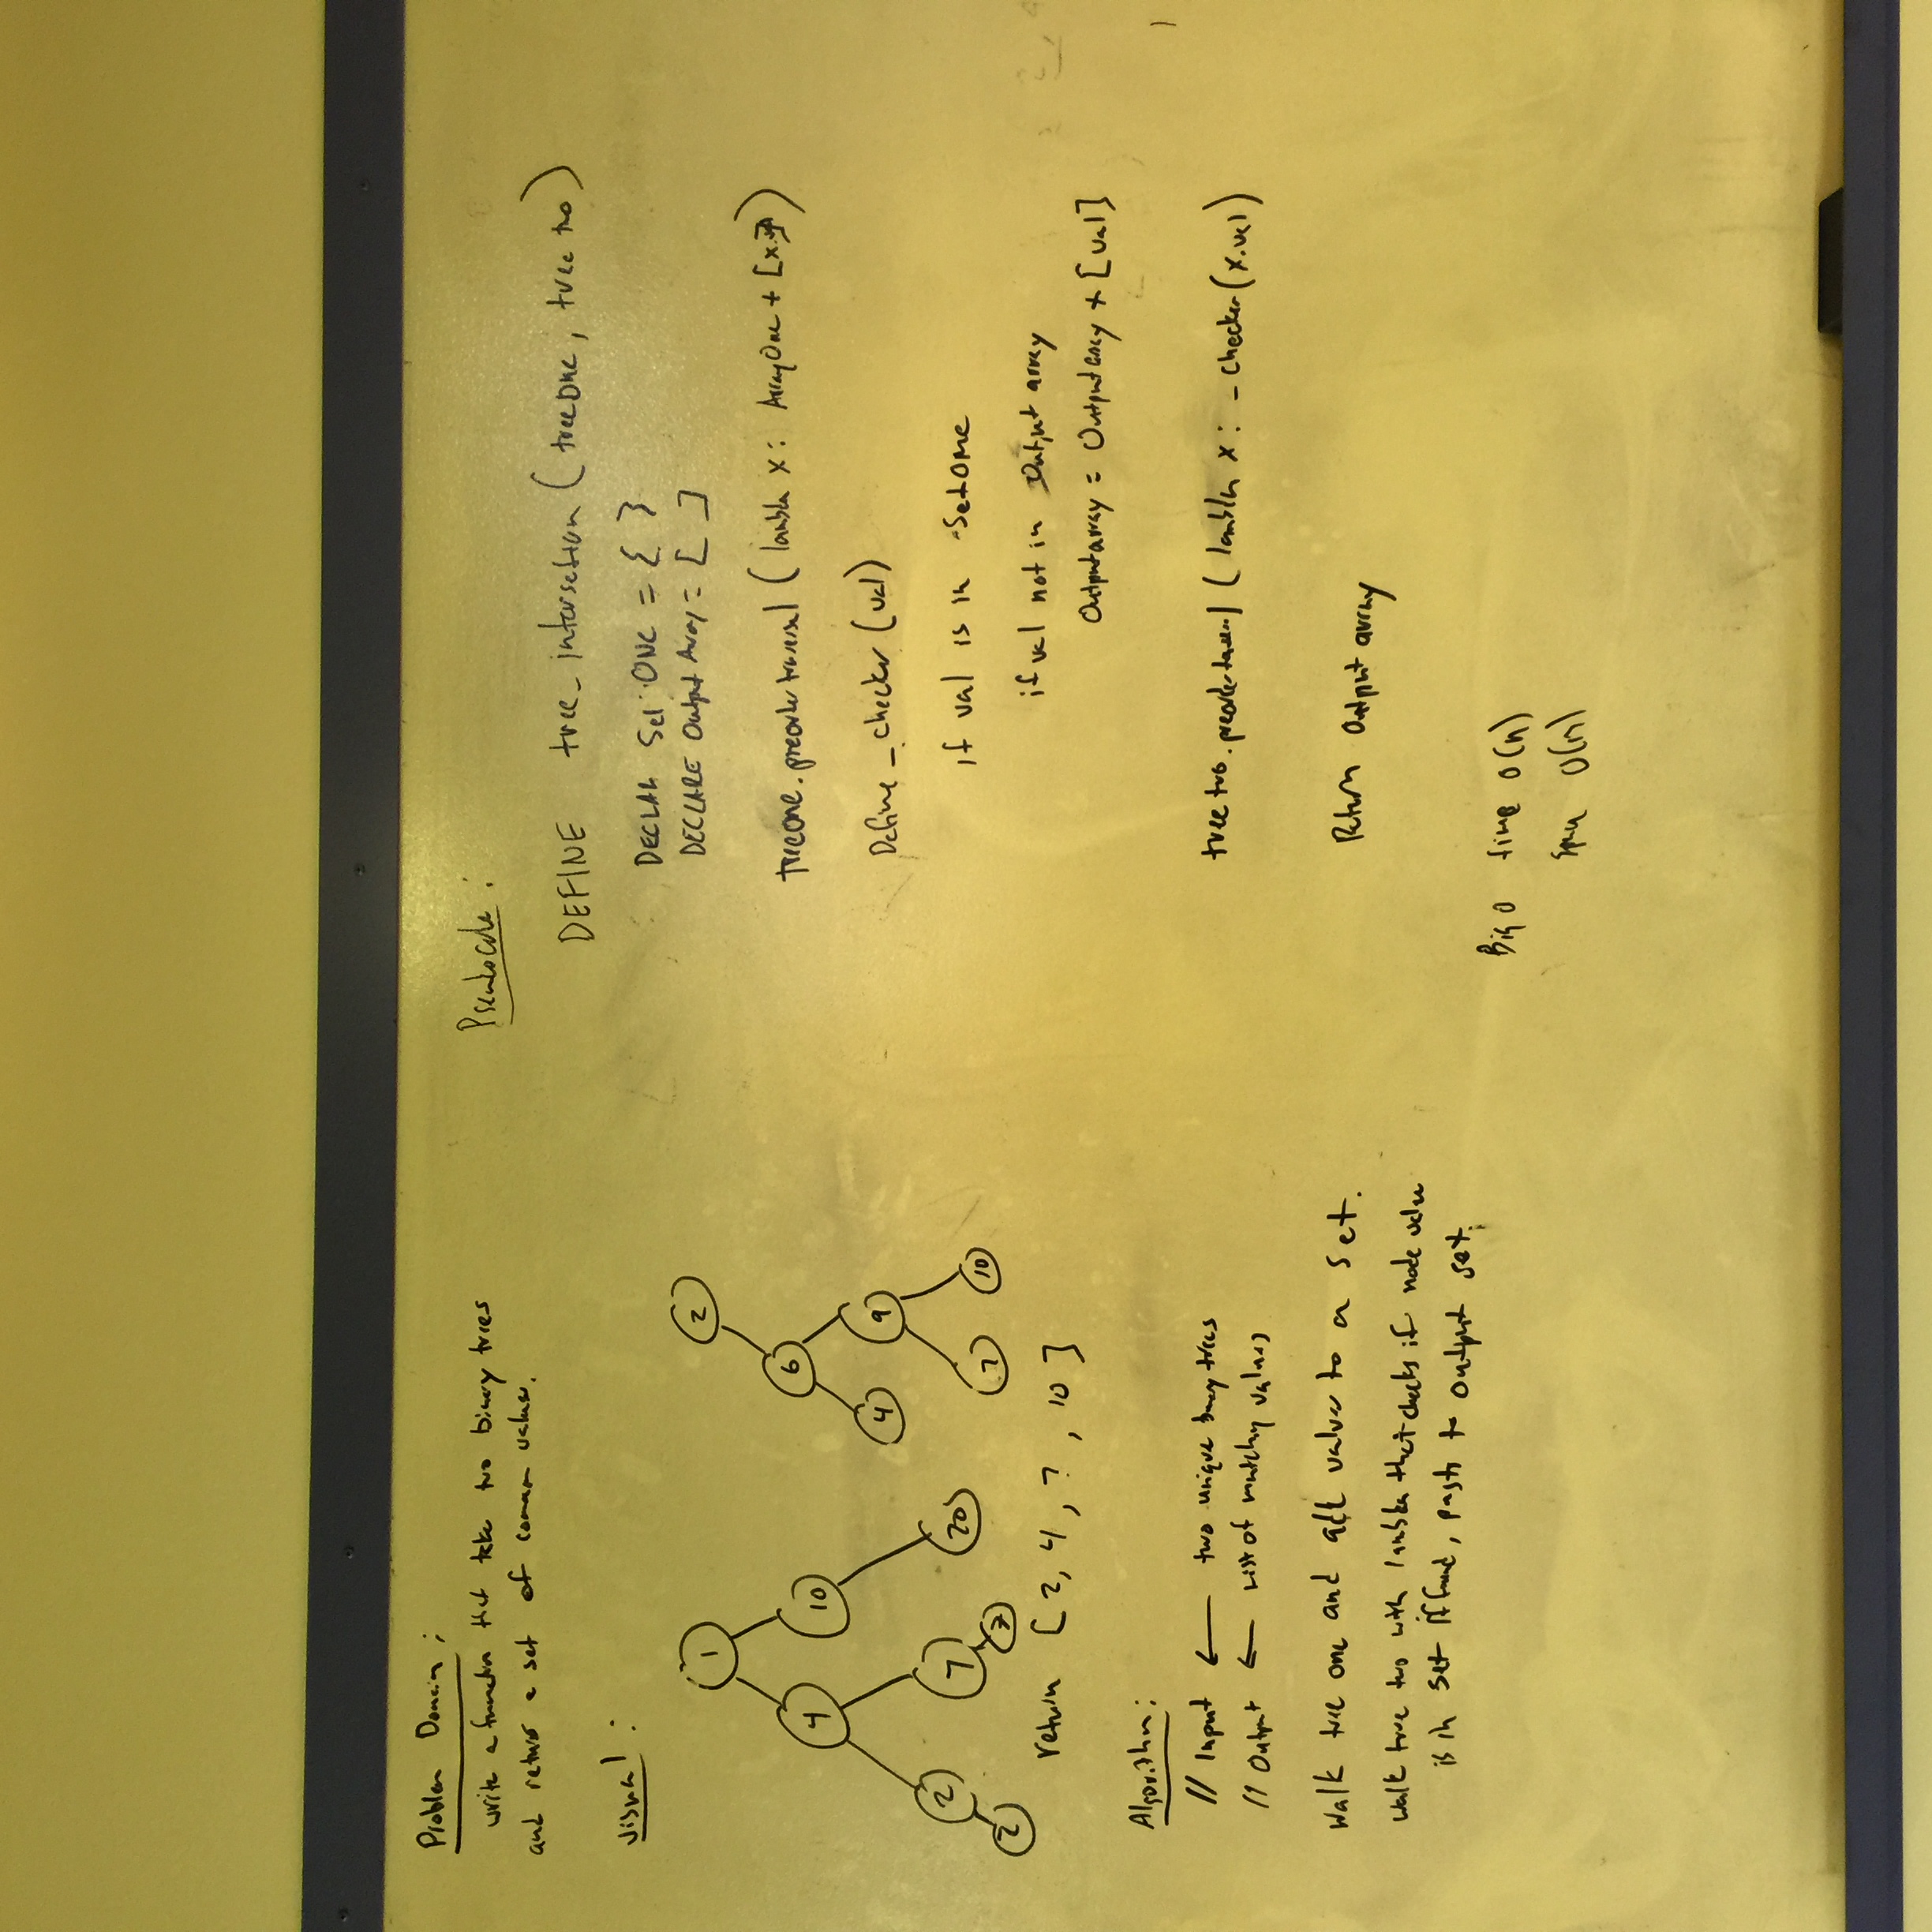 Problem Domain :
write a function that take two binary trees
and return a set of common values.
Visual :
1
4 10
2 7 20
2 7
2
6
4 9
7 10
return [ 2, 4, 7, 10 ]
Algorithm :
// Input ← two unique binary trees
// Output ← List of matching values
Walk tree one and add values to a set.
Walk tree two with lambda that checks if node value
is in set if found, push to output set.
Pseudocode :
DEFINE tree_intersetion ( treeOne, tree two )
DECLAR Set ONE = { }
DECLARE Output Array = [ ]
treeone.preorder traversal ( lambda x : ArrayOne + [x.val] )
Define _checker (val)
if val is in SetOne
if val not in Output array
Outputarray = Outputarray + [val]
tree two.preorder traversal ( lambda x : _checker (x.val)
Return Output array
Big O time O(n)
Space O(n)